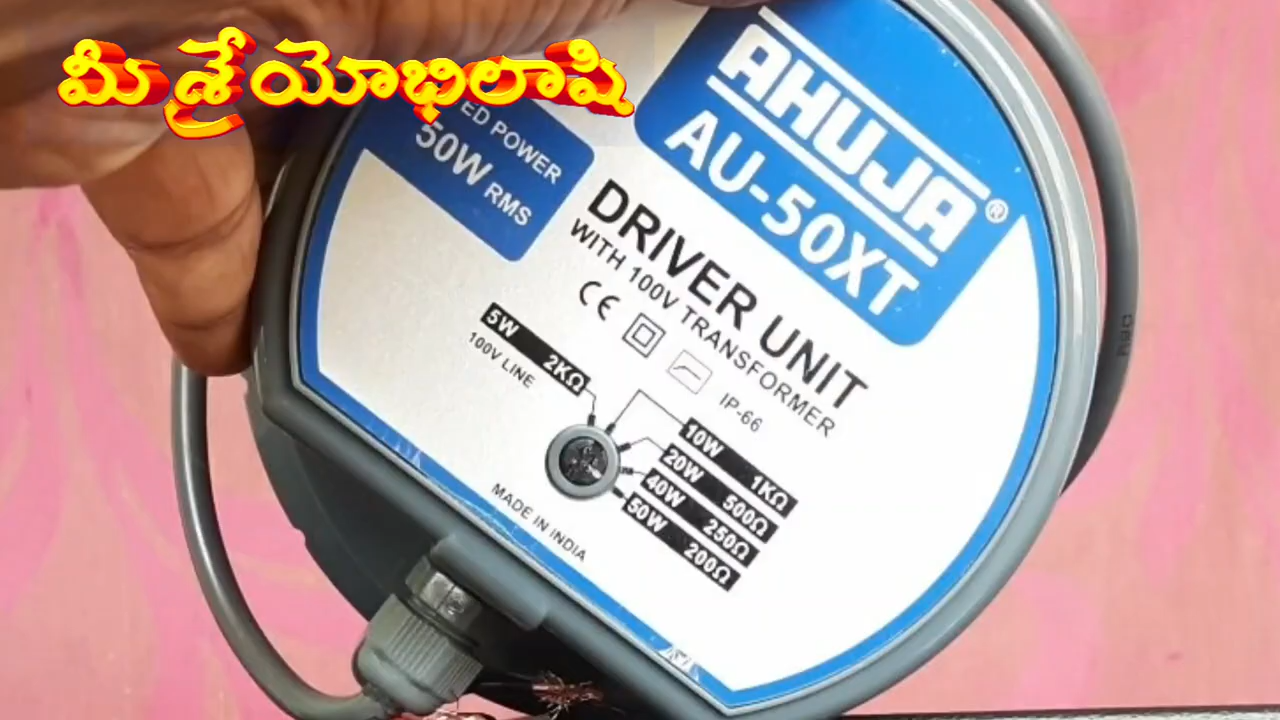 మీ శ్రేయోభిలాషి
AHUJA®
AU-50XT
ED POWER
50W RMS
DRIVER UNIT
WITH 100V TRANSFORMER
CE
IP-66
5W 2KΩ
100V LINE
10W 1KΩ
20W 500Ω
40W 250Ω
50W 200Ω
MADE IN INDIA